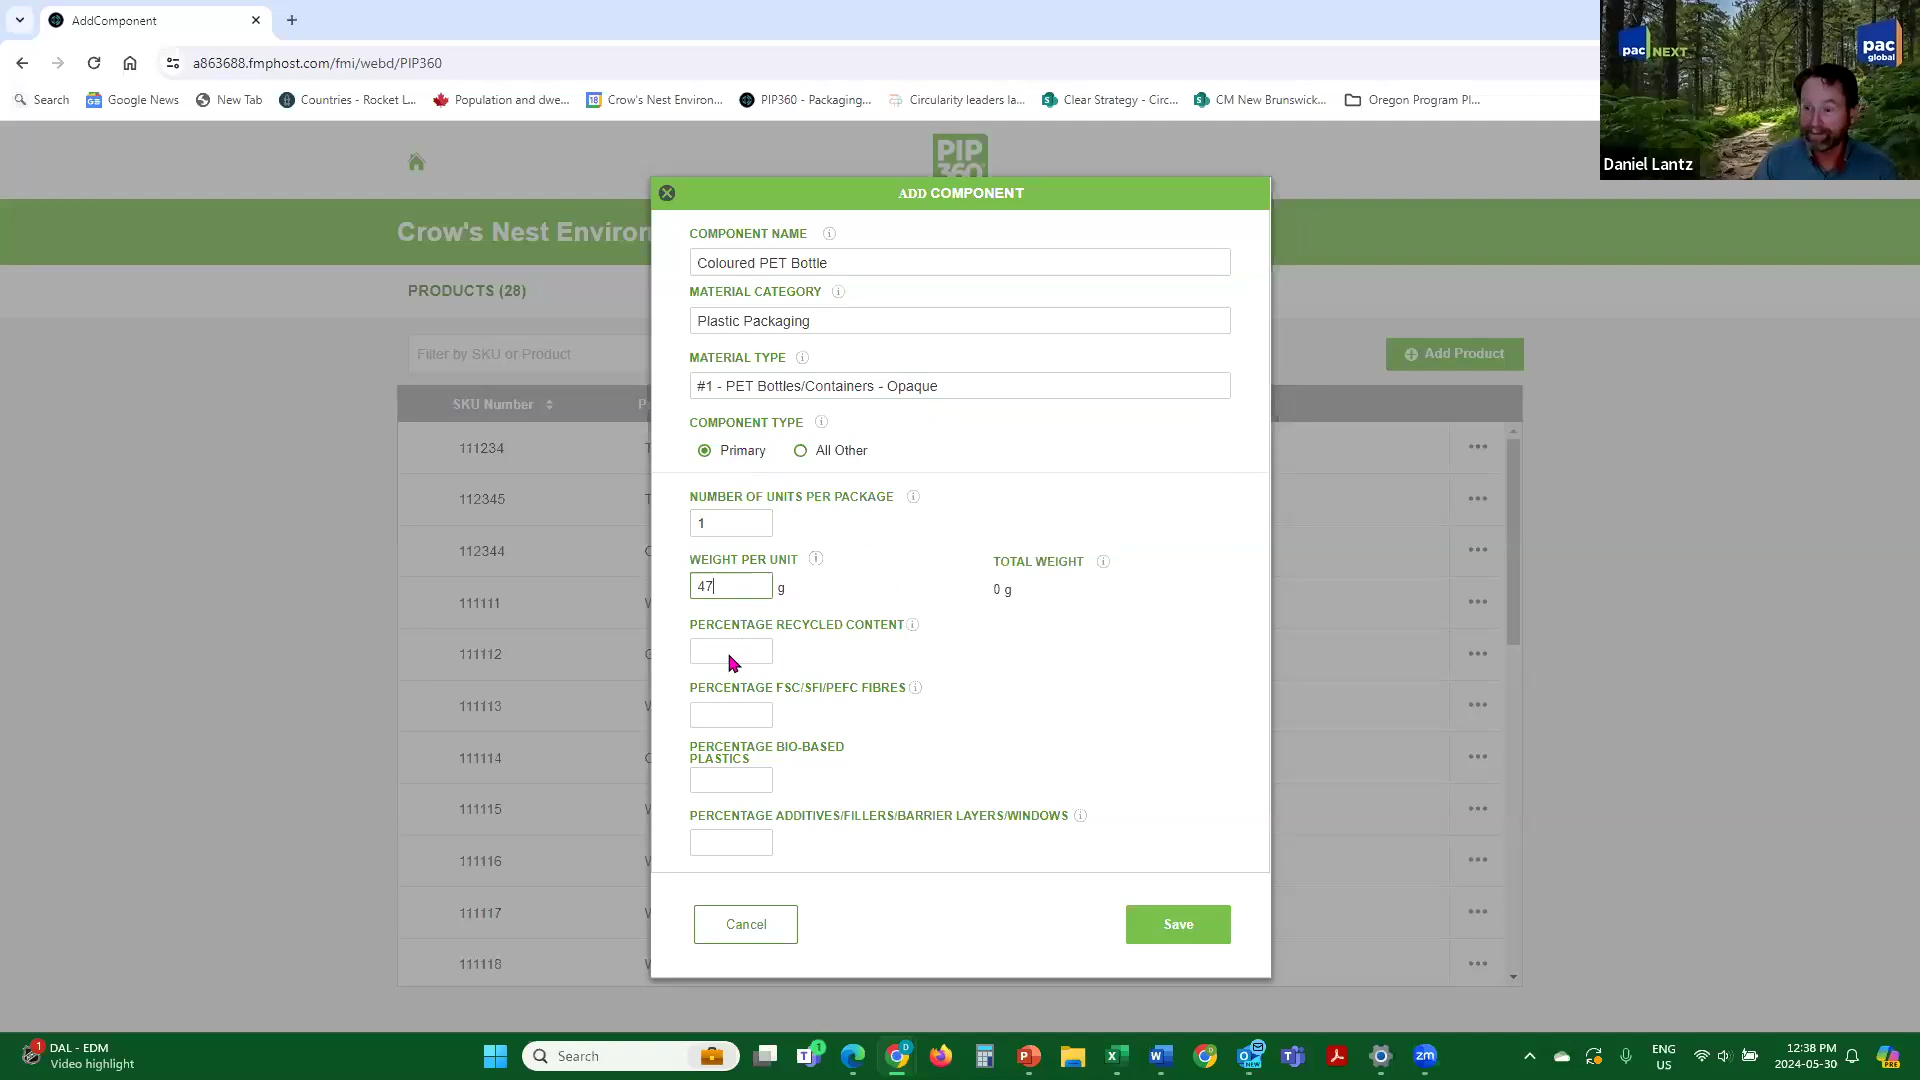 AddComponent
a863688.fmphost.com/fmi/webd/PIP360
Search
Google News
New Tab
Countries - Rocket L...
Population and dwe...
Crow's Nest Environ...
PIP360 - Packaging...
Circularity leaders la...
Clear Strategy - Circ...
CM New Brunswick...
Oregon Program Pl...
pac NEXT
pac global
Daniel Lantz
PIP
360
Crow's Nest Environ
PRODUCTS (28)
Filter by SKU or Product
Add Product
SKU Number
111234
112345
112344
111111
111112
111113
111114
111115
111116
111117
111118
ADD COMPONENT
COMPONENT NAME
Coloured PET Bottle
MATERIAL CATEGORY
Plastic Packaging
MATERIAL TYPE
#1 - PET Bottles/Containers - Opaque
COMPONENT TYPE
Primary
All Other
NUMBER OF UNITS PER PACKAGE
1
WEIGHT PER UNIT
47 g
TOTAL WEIGHT
0 g
PERCENTAGE RECYCLED CONTENT
PERCENTAGE FSC/SFI/PEFC FIBRES
PERCENTAGE BIO-BASED
PLASTICS
PERCENTAGE ADDITIVES/FILLERS/BARRIER LAYERS/WINDOWS
Cancel
Save
1
DAL - EDM
Video highlight
Search
1
D
NEW
zm
ENG
US
12:38 PM
2024-05-30
PRE